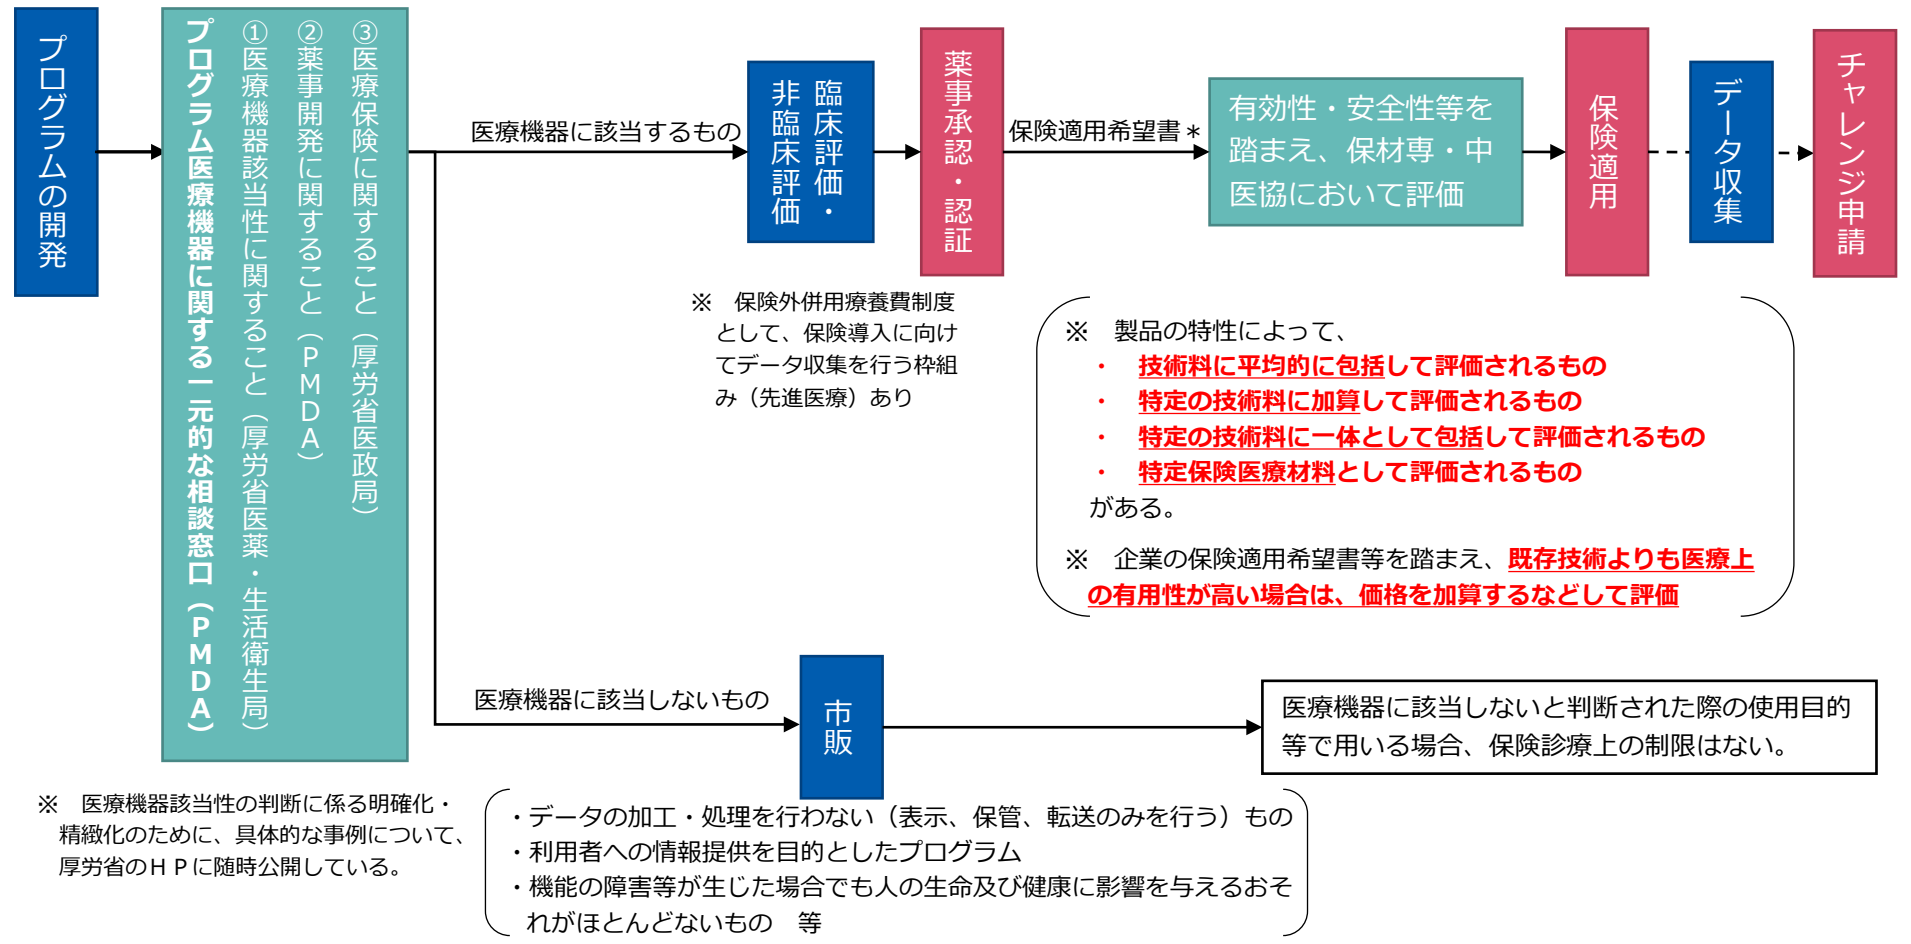 プログラムの開発
プログラム医療機器に関する一元的な相談窓口（ＰＭＤＡ）
①医療機器該当性に関すること（厚労省医薬・生活衛生局）
②薬事開発に関すること（ＰＭＤＡ）
③医療保険に関すること（厚労省医政局）
医療機器に該当するもの
臨床評価・
非臨床評価
薬事承認・認証
保険適用希望書＊
有効性・安全性等を
踏まえ、保材専・中
医協において評価
保険適用
データ収集
チャレンジ申請
※　保険外併用療養費制度
として、保険導入に向け
てデータ収集を行う枠組
み（先進医療）あり
※　製品の特性によって、
・　技術料に平均的に包括して評価されるもの
・　特定の技術料に加算して評価されるもの
・　特定の技術料に一体として包括して評価されるもの
・　特定保険医療材料として評価されるもの
がある。
※　企業の保険適用希望書等を踏まえ、既存技術よりも医療上
の有用性が高い場合は、価格を加算するなどして評価
医療機器に該当しないもの
市販
医療機器に該当しないと判断された際の使用目的
等で用いる場合、保険診療上の制限はない。
※　医療機器該当性の判断に係る明確化・
精緻化のために、具体的な事例について、
厚労省のＨＰに随時公開している。
・データの加工・処理を行わない（表示、保管、転送のみを行う）もの
・利用者への情報提供を目的としたプログラム
・機能の障害等が生じた場合でも人の生命及び健康に影響を与えるおそ
れがほとんどないもの　等